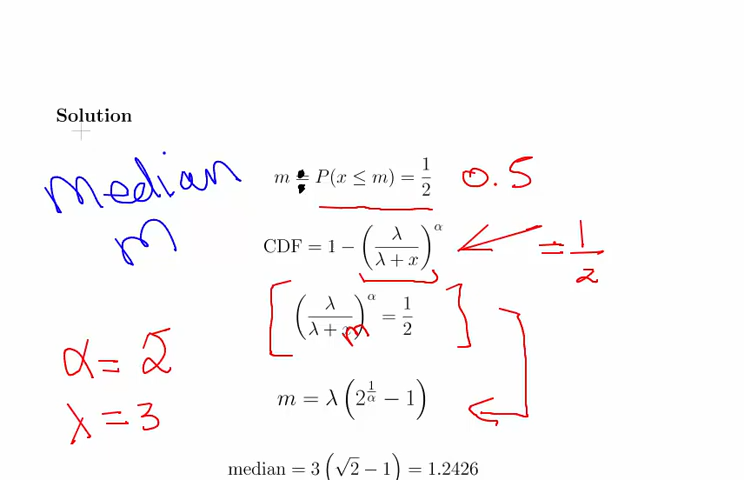 Solution
Median
m
m = P(x ≤ m) = 1/2 0.5
CDF = 1 − (λ/(λ + x))^α = 1/2
[(λ/(λ + m))^α = 1/2]
α = 2
m = λ(2^(1/α) − 1)
λ = 3
median = 3(√2 − 1) = 1.2426